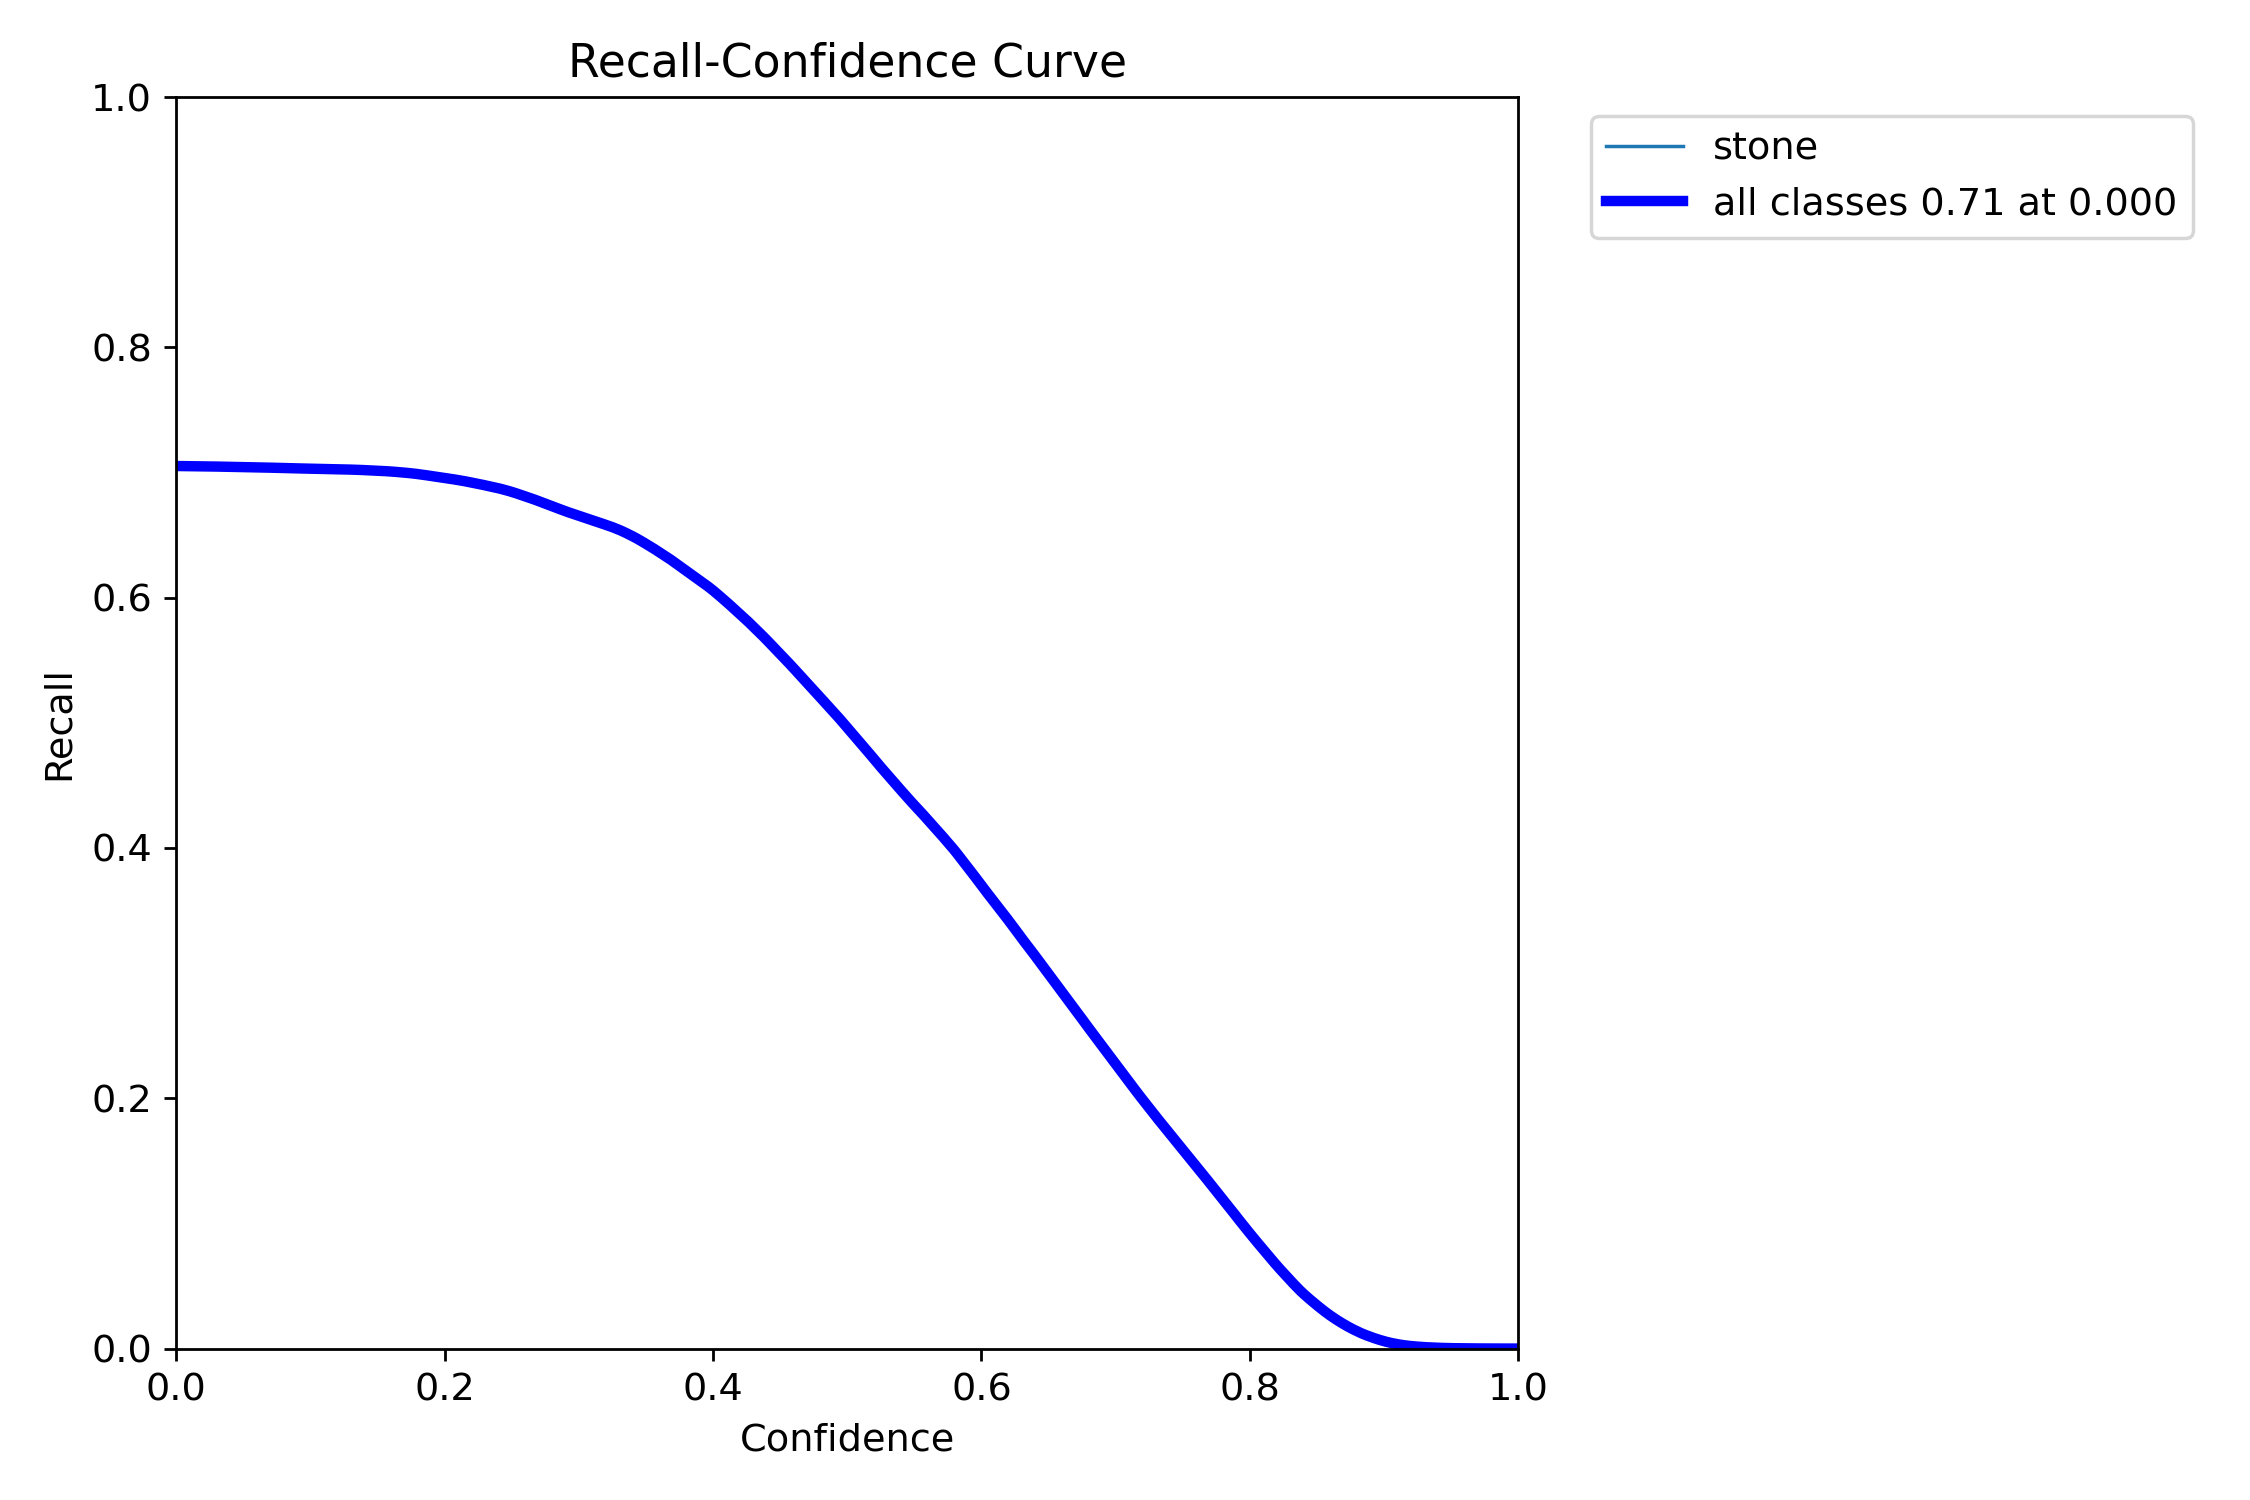 Recall-Confidence Curve
stone
all classes 0.71 at 0.000
1.0
0.8
0.6
0.4
0.2
0.0
Recall
0.0 0.2 0.4 0.6 0.8 1.0
Confidence